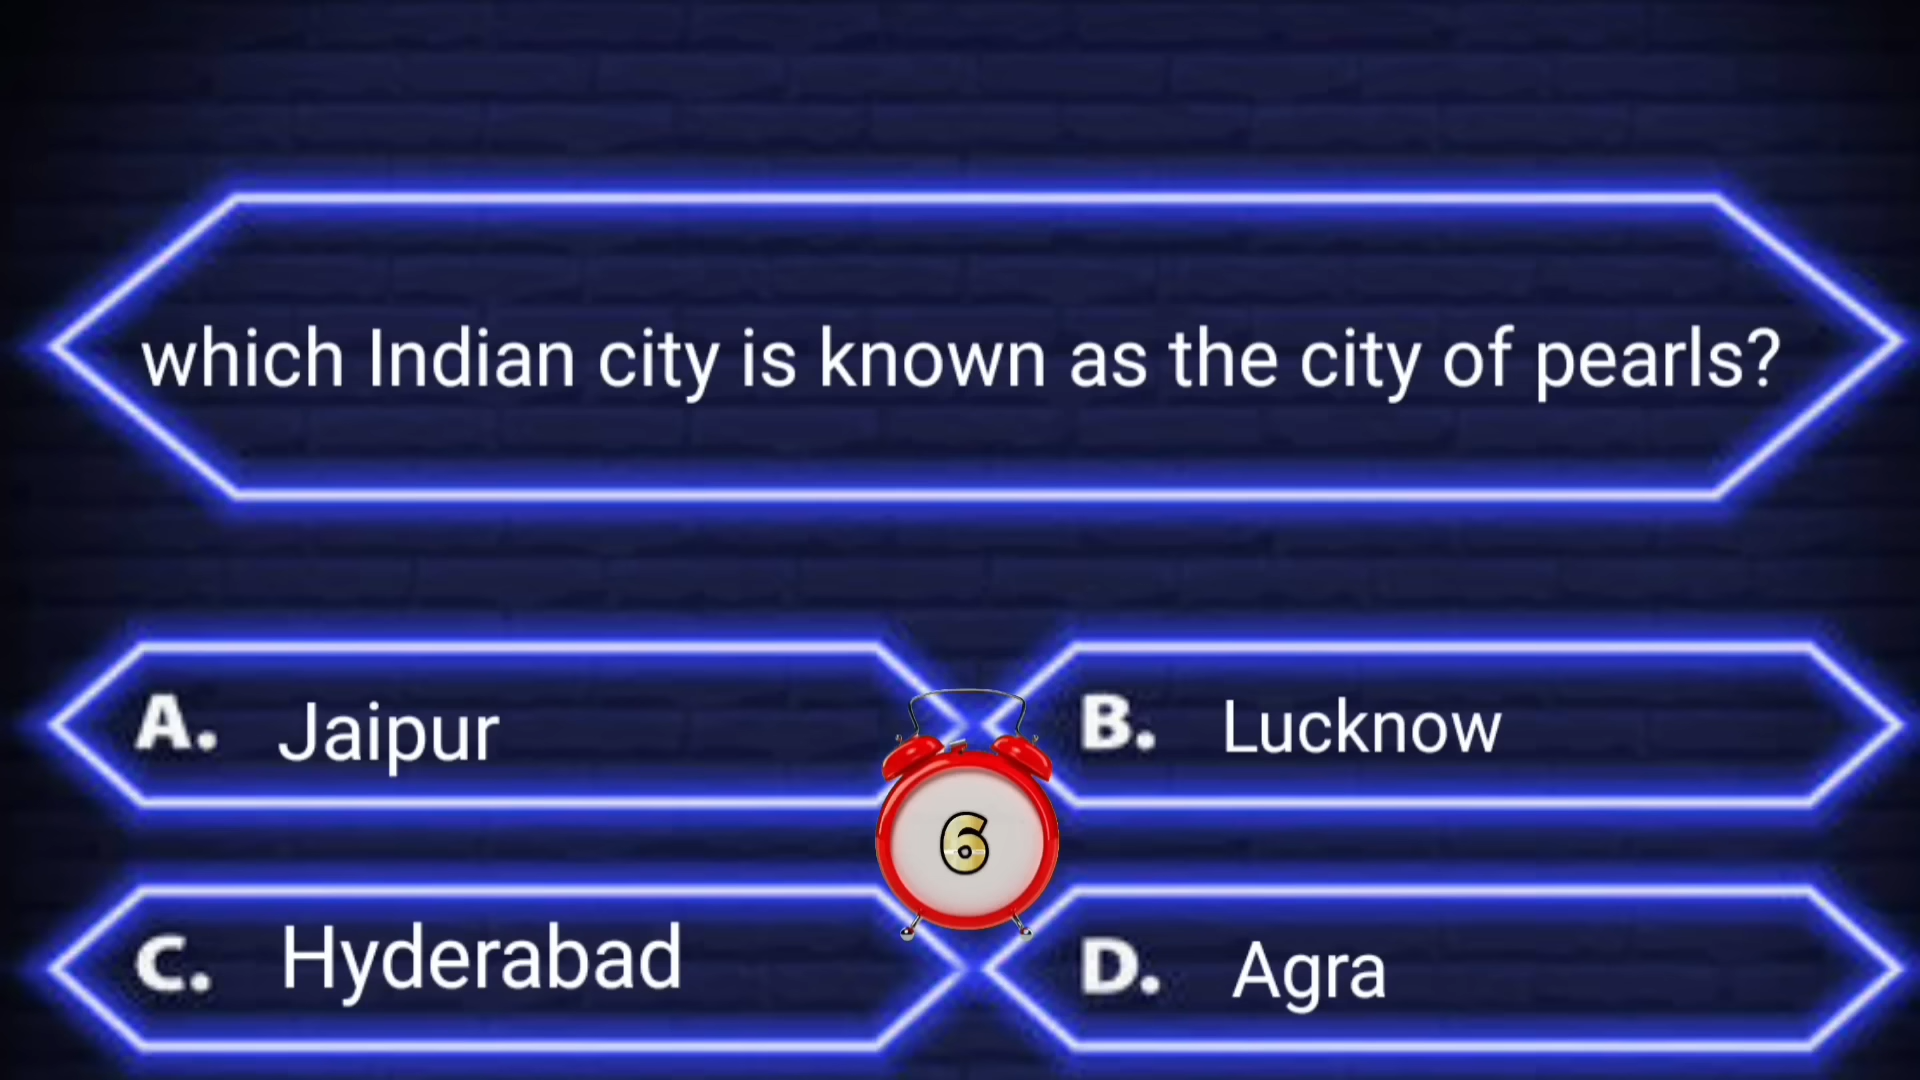 which Indian city is known as the city of pearls?
A. Jaipur
B. Lucknow
6
C. Hyderabad
D. Agra